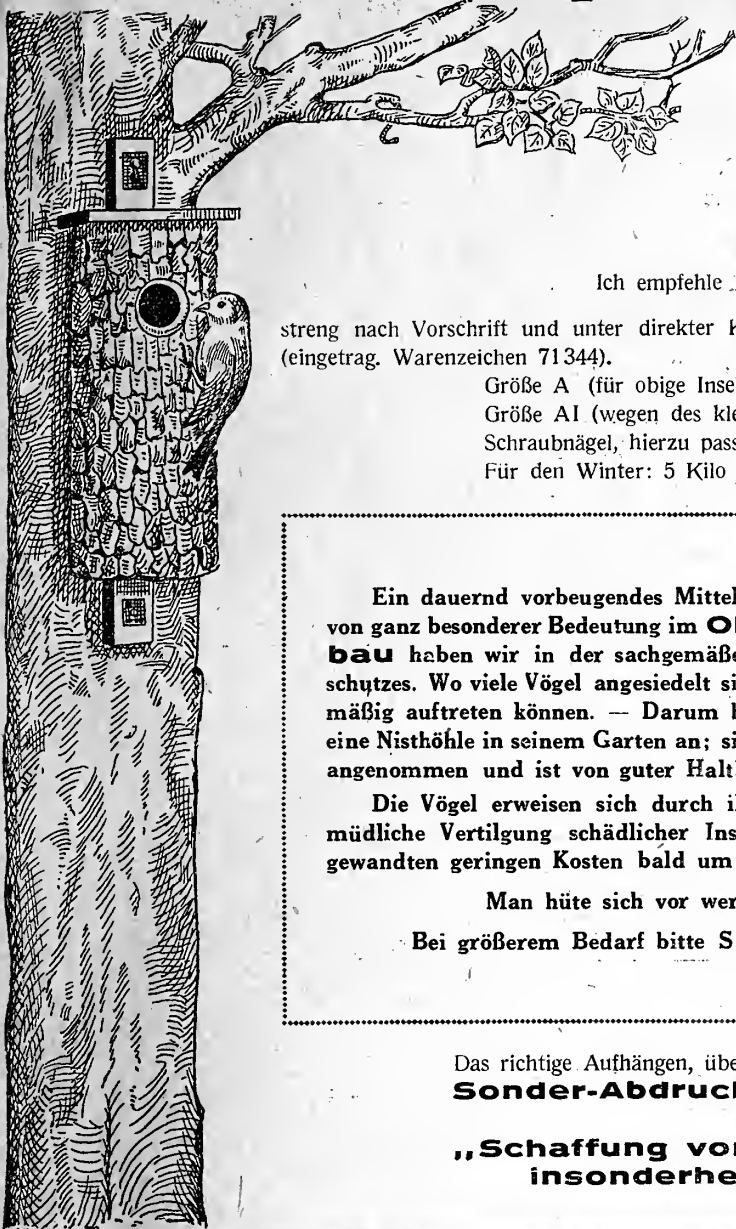 Ich empfehle
streng nach Vorschrift und unter direkter K
(eingetrag. Warenzeichen 71344).
Größe A (für obige Inse
Größe AI (wegen des kle
Schraubnägel, hierzu pass
Für den Winter: 5 Kilo
Ein dauernd vorbeugendes Mittel
von ganz besonderer Bedeutung im Ob
bau haben wir in der sachgemäße
schutzes. Wo viele Vögel angesiedelt si
mäßig auftreten können. — Darum b
eine Nisthöhle in seinem Garten an; si
angenommen und ist von guter Halt
Die Vögel erweisen sich durch ih
müdliche Vertilgung schädlicher Ins
gewandten geringen Kosten bald um
Man hüte sich vor wer
Bei größerem Bedarf bitte S
Das richtige Aufhängen, übe
Sonder-Abdruck
„Schaffung von
insonderhe